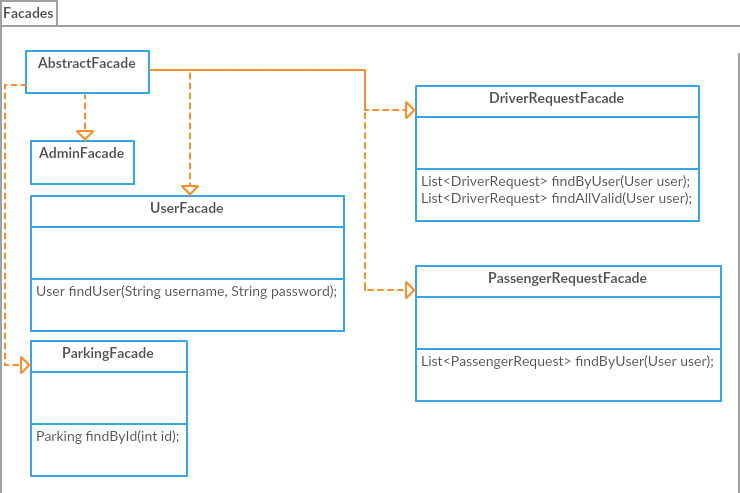 Facades
AbstractFacade
AdminFacade
UserFacade
User findUser(String username, String password);
ParkingFacade
Parking findById(int id);
DriverRequestFacade
List<DriverRequest> findByUser(User user);
List<DriverRequest> findAllValid(User user);
PassengerRequestFacade
List<PassengerRequest> findByUser(User user);